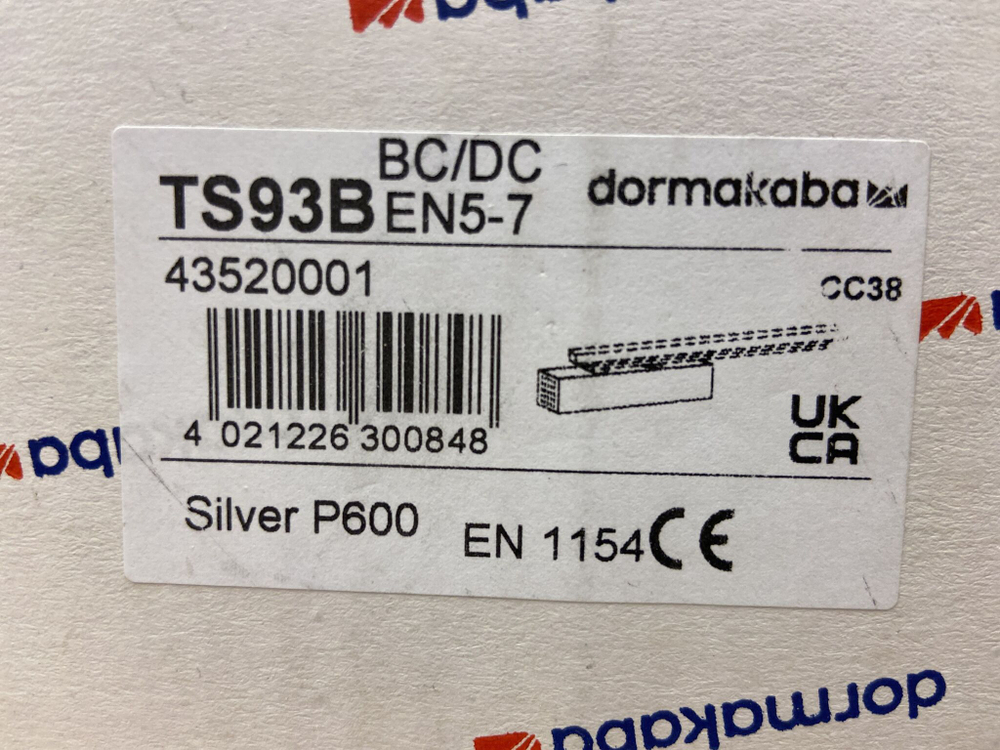 dormakaba
BC/DC
TS93B EN5-7
dormakaba
43520001
CC38
4 021226 300848
UK
CA
Silver P600
EN 1154 CE
dormakaba